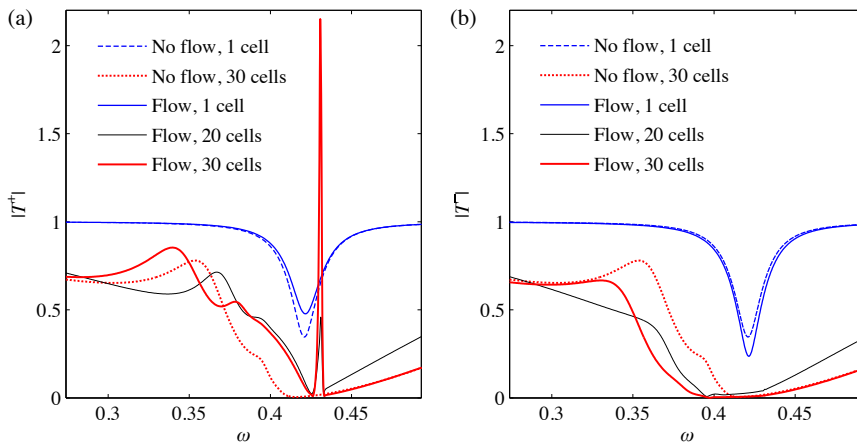 (a)
2
1.5
1
0.5
0
|T⁺|
No flow, 1 cell
No flow, 30 cells
Flow, 1 cell
Flow, 20 cells
Flow, 30 cells
0.3
0.35
0.4
0.45
ω
(b)
2
1.5
1
0.5
0
|T⁻|
No flow, 1 cell
No flow, 30 cells
Flow, 1 cell
Flow, 20 cells
Flow, 30 cells
0.3
0.35
0.4
0.45
ω